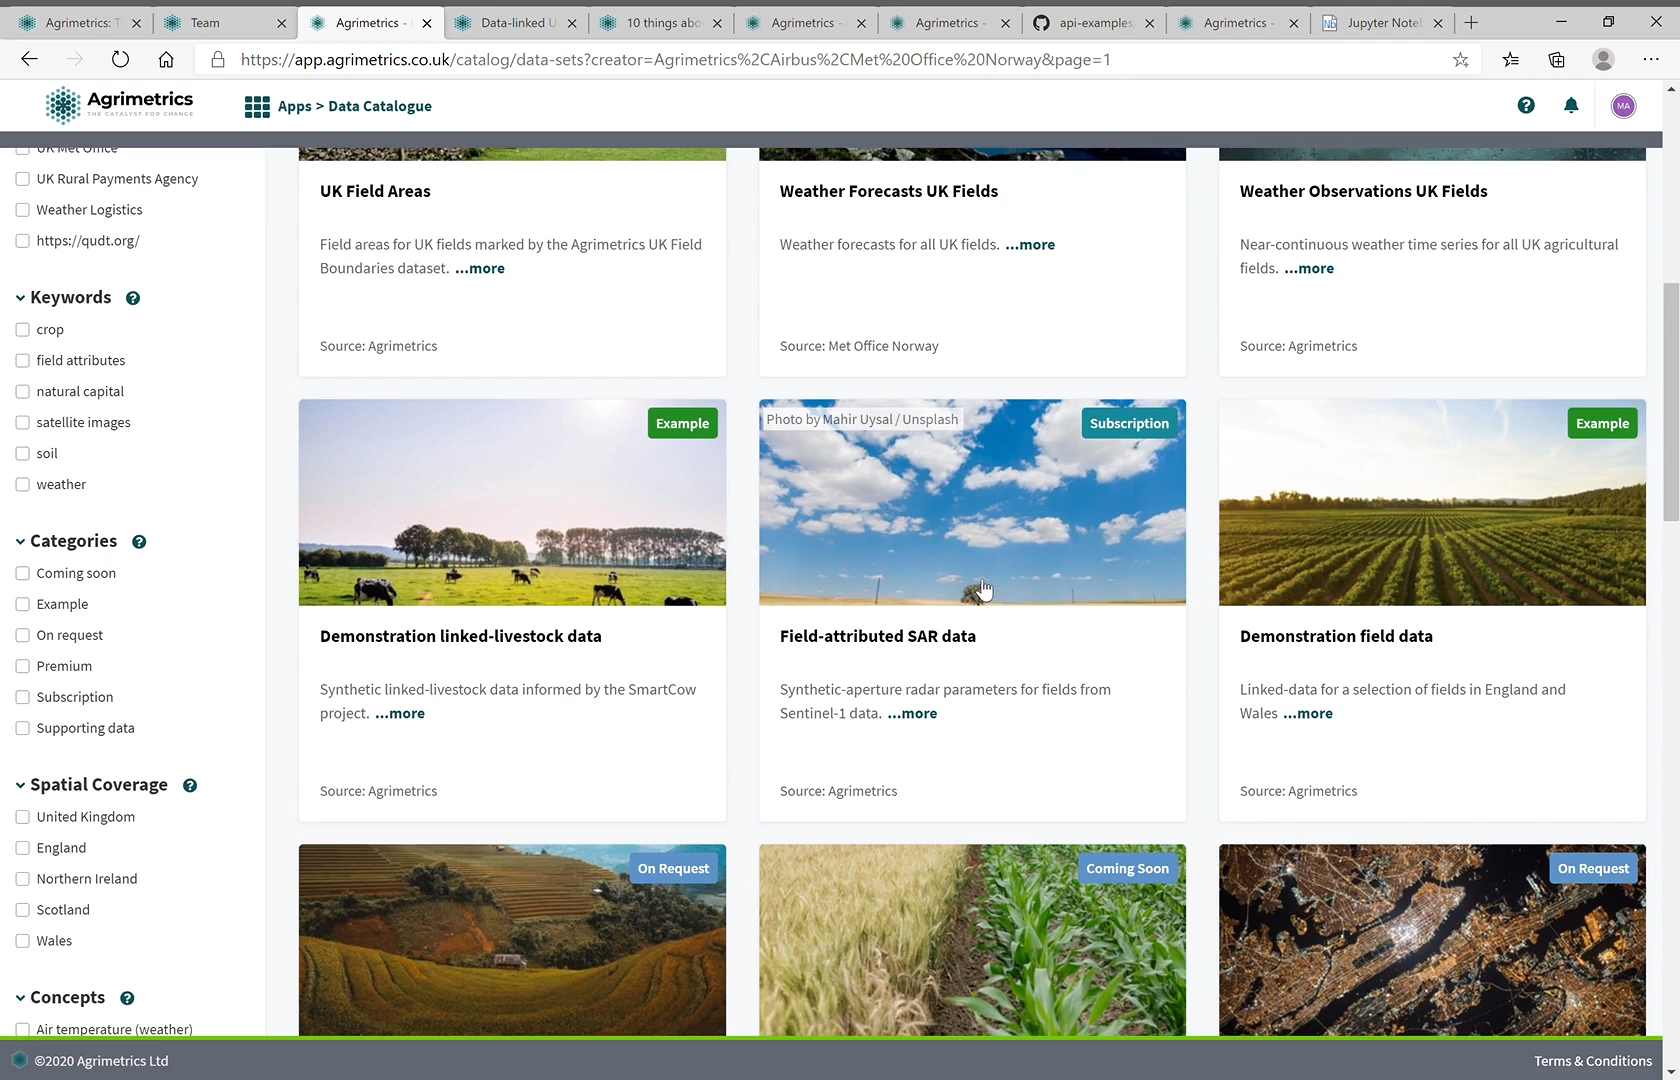 Agrimetrics: T
Team
Agrimetrics -
Data-linked U
10 things abo
Agrimetrics -
Agrimetrics -
api-examples
Agrimetrics -
Jupyter Noteb
https://app.agrimetrics.co.uk/catalog/data-sets?creator=Agrimetrics%2CAirbus%2CMet%20Office%20Norway&page=1
Agrimetrics
THE CATALYST FOR CHANGE
Apps > Data Catalogue
?
MA
UK Met Office
UK Rural Payments Agency
Weather Logistics
https://qudt.org/
Keywords ?
crop
field attributes
natural capital
satellite images
soil
weather
Categories ?
Coming soon
Example
On request
Premium
Subscription
Supporting data
Spatial Coverage ?
United Kingdom
England
Northern Ireland
Scotland
Wales
Concepts ?
Air temperature (weather)
UK Field Areas
Field areas for UK fields marked by the Agrimetrics UK Field
Boundaries dataset. ...more
Source: Agrimetrics
Weather Forecasts UK Fields
Weather forecasts for all UK fields. ...more
Source: Met Office Norway
Weather Observations UK Fields
Near-continuous weather time series for all UK agricultural
fields. ...more
Source: Agrimetrics
Example
Demonstration linked-livestock data
Synthetic linked-livestock data informed by the SmartCow
project. ...more
Source: Agrimetrics
Photo by Mahir Uysal / Unsplash
Subscription
Field-attributed SAR data
Synthetic-aperture radar parameters for fields from
Sentinel-1 data. ...more
Source: Agrimetrics
Example
Demonstration field data
Linked-data for a selection of fields in England and
Wales ...more
Source: Agrimetrics
On Request
Coming Soon
On Request
©2020 Agrimetrics Ltd
Terms & Conditions